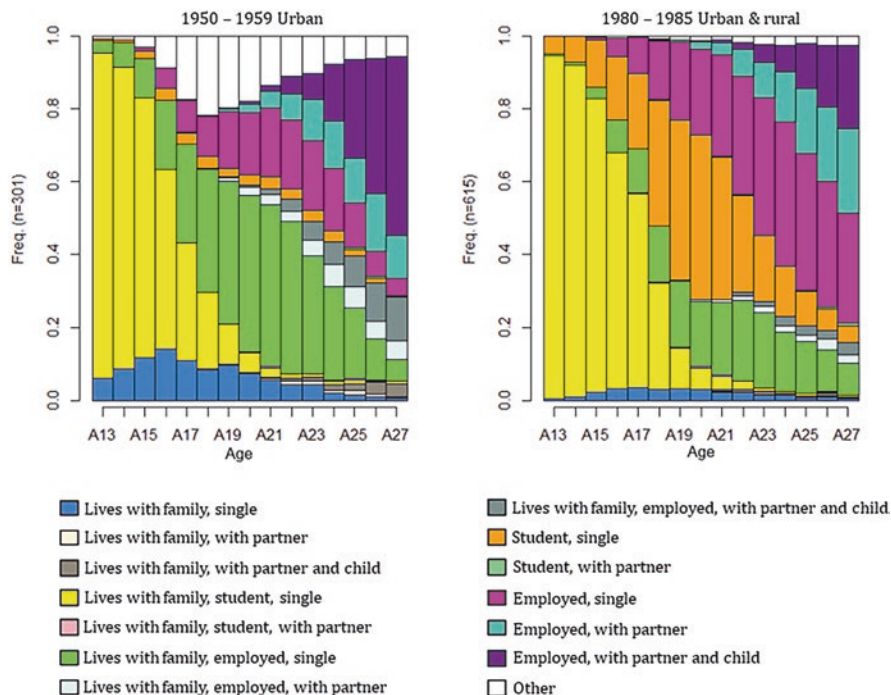 1950 – 1959 Urban
1980 – 1985 Urban & rural
Freq. (n=301)
1.0
0.8
0.6
0.4
0.2
0.0
A13 A15 A17 A19 A21 A23 A25 A27
Age
Freq. (n=615)
1.0
0.8
0.6
0.4
0.2
0.0
A13 A15 A17 A19 A21 A23 A25 A27
Age
Lives with family, single
Lives with family, with partner
Lives with family, with partner and child
Lives with family, student, single
Lives with family, student, with partner
Lives with family, employed, single
Lives with family, employed, with partner
Lives with family, employed, with partner and child
Student, single
Student, with partner
Employed, single
Employed, with partner
Employed, with partner and child
Other